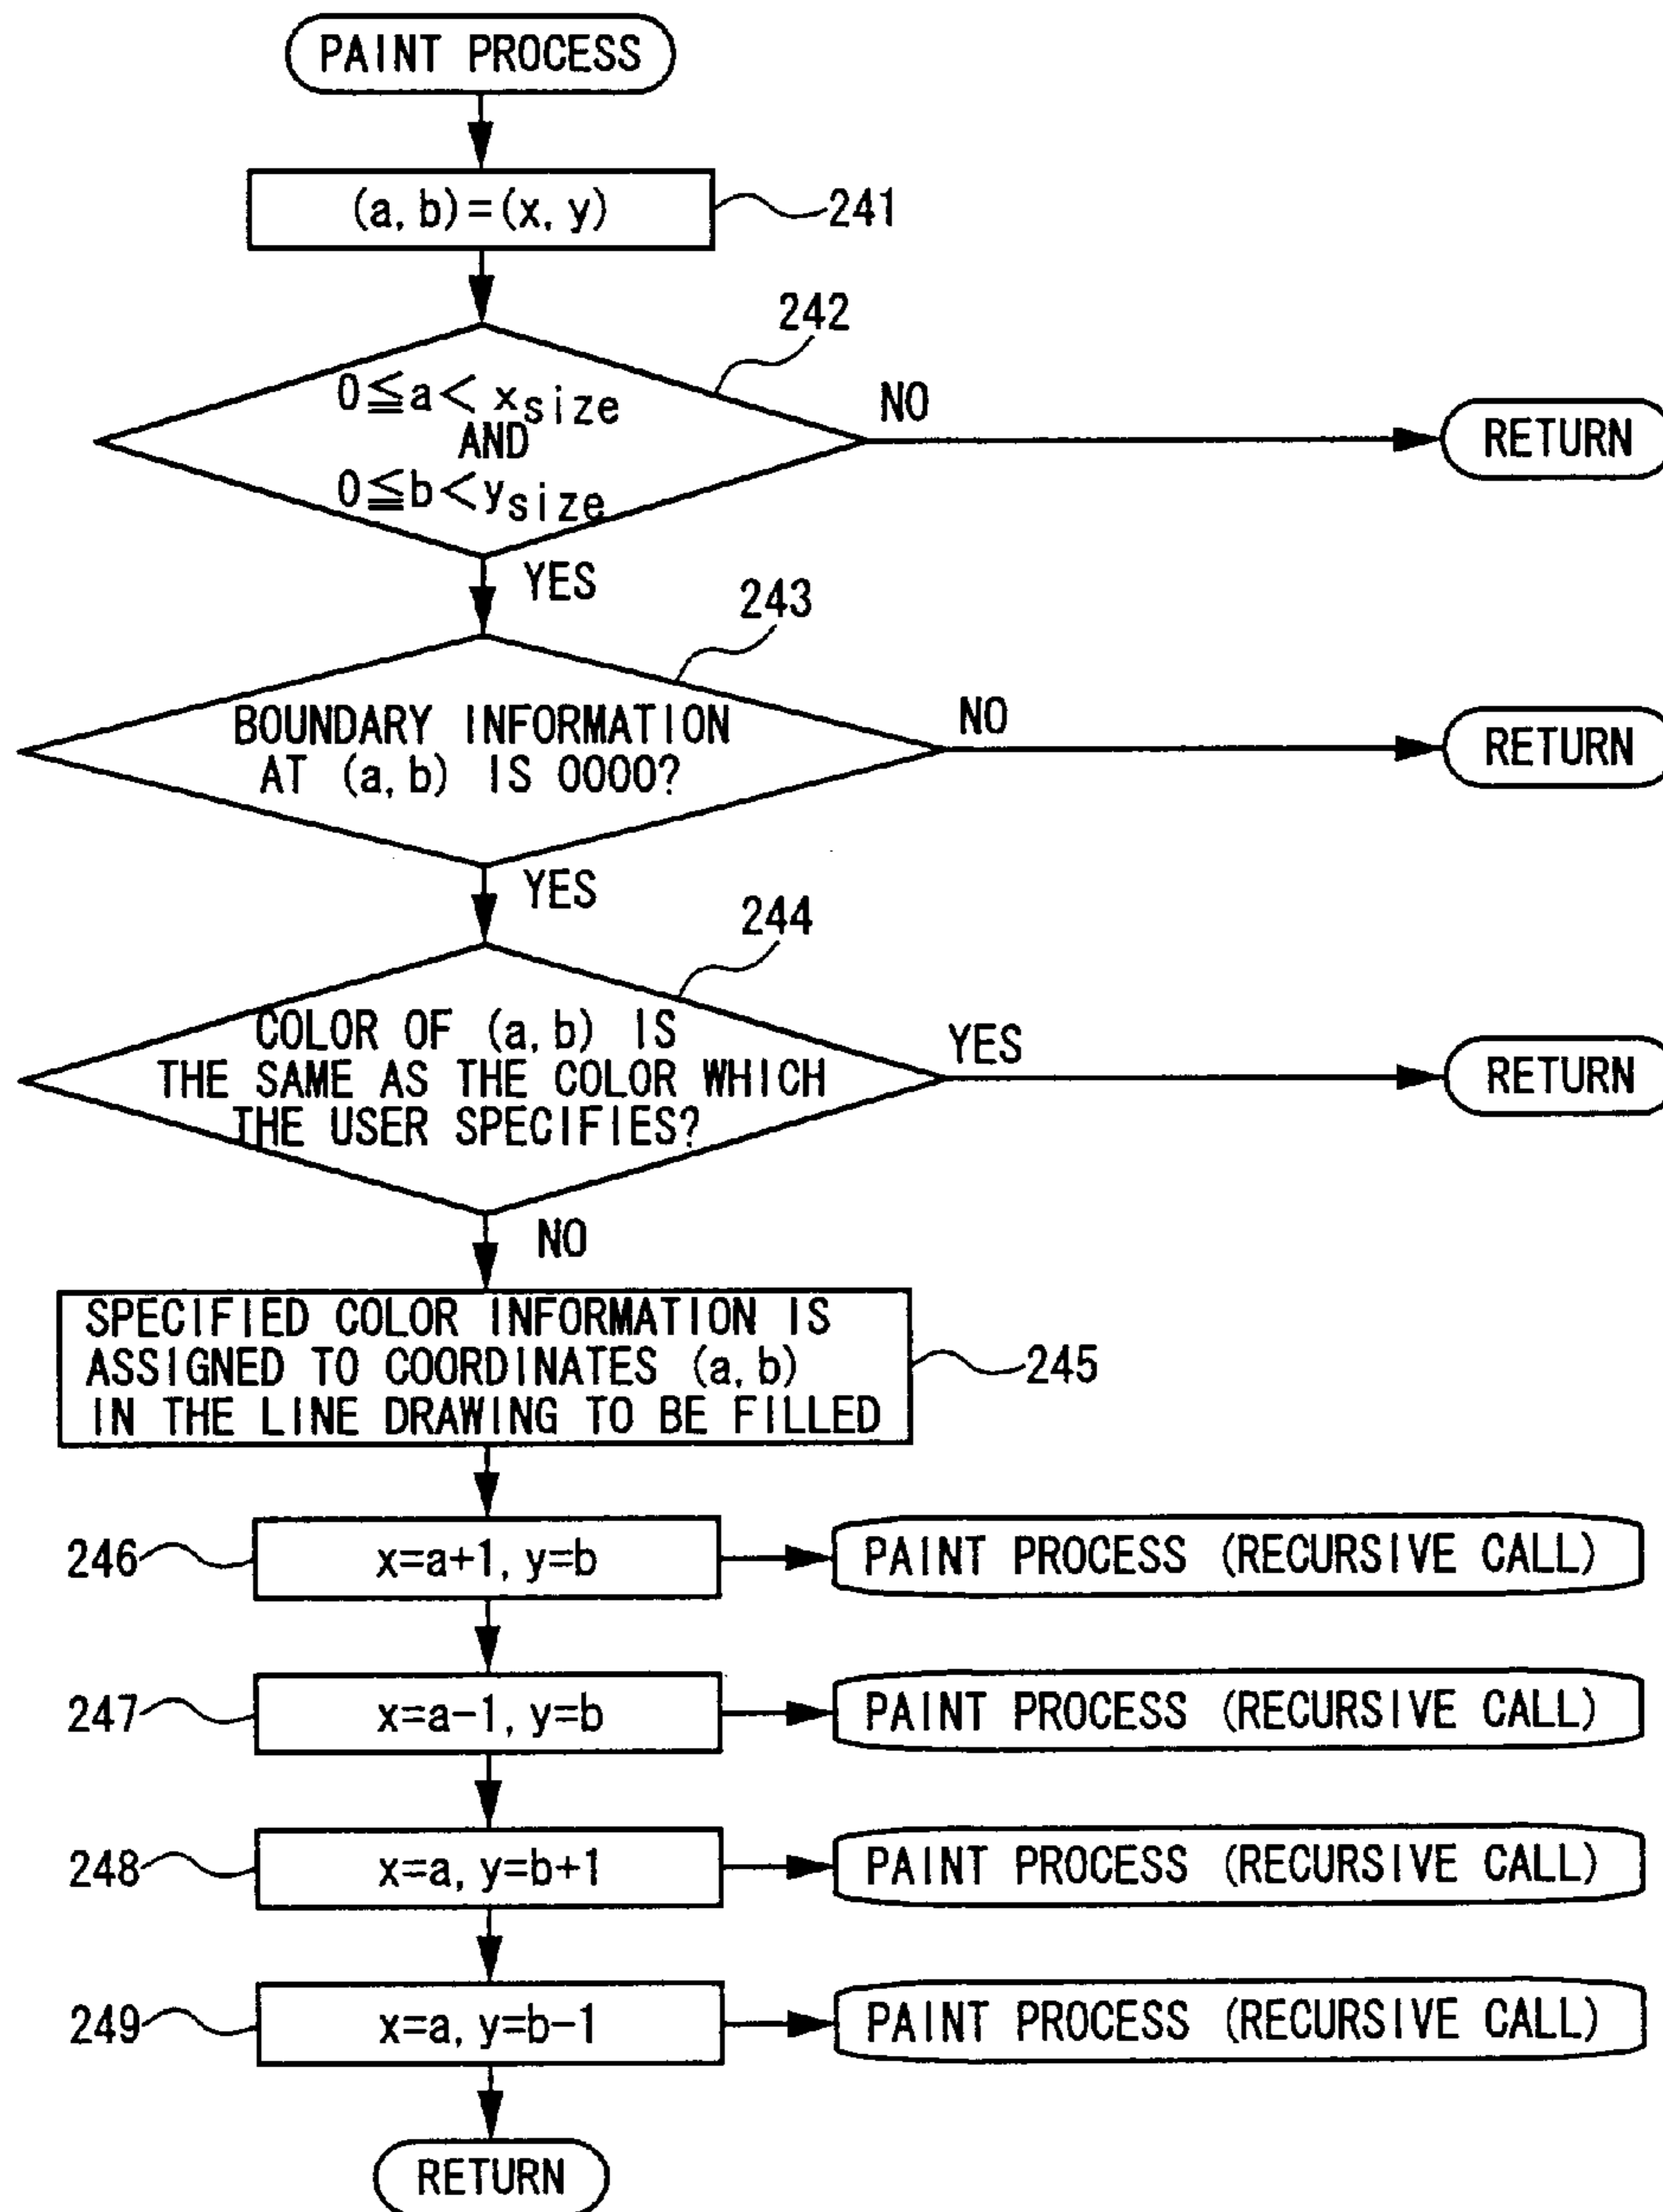 PAINT PROCESS
(a, b)=(x, y)
241
242
0≦a< xsize
AND
0≦b<ysize
NO
RETURN
YES
243
BOUNDARY INFORMATION
AT (a, b) IS 0000?
NO
RETURN
YES
244
COLOR OF (a, b) IS
THE SAME AS THE COLOR WHICH
THE USER SPECIFIES?
YES
RETURN
NO
SPECIFIED COLOR INFORMATION IS
ASSIGNED TO COORDINATES (a, b)
IN THE LINE DRAWING TO BE FILLED
245
246
x=a+1, y=b
PAINT PROCESS (RECURSIVE CALL)
247
x=a-1, y=b
PAINT PROCESS (RECURSIVE CALL)
248
x=a, y=b+1
PAINT PROCESS (RECURSIVE CALL)
249
x=a, y=b-1
PAINT PROCESS (RECURSIVE CALL)
RETURN